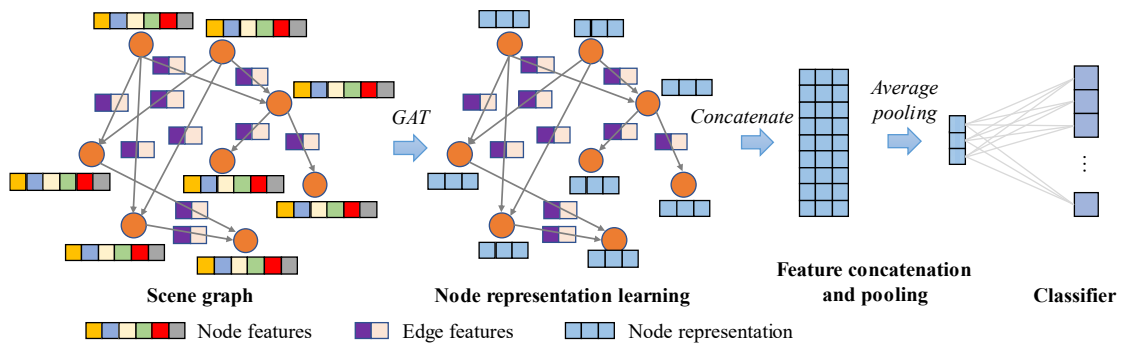 GAT
Concatenate
Average
pooling
Scene graph
Node representation learning
Feature concatenation
and pooling
Classifier
Node features
Edge features
Node representation